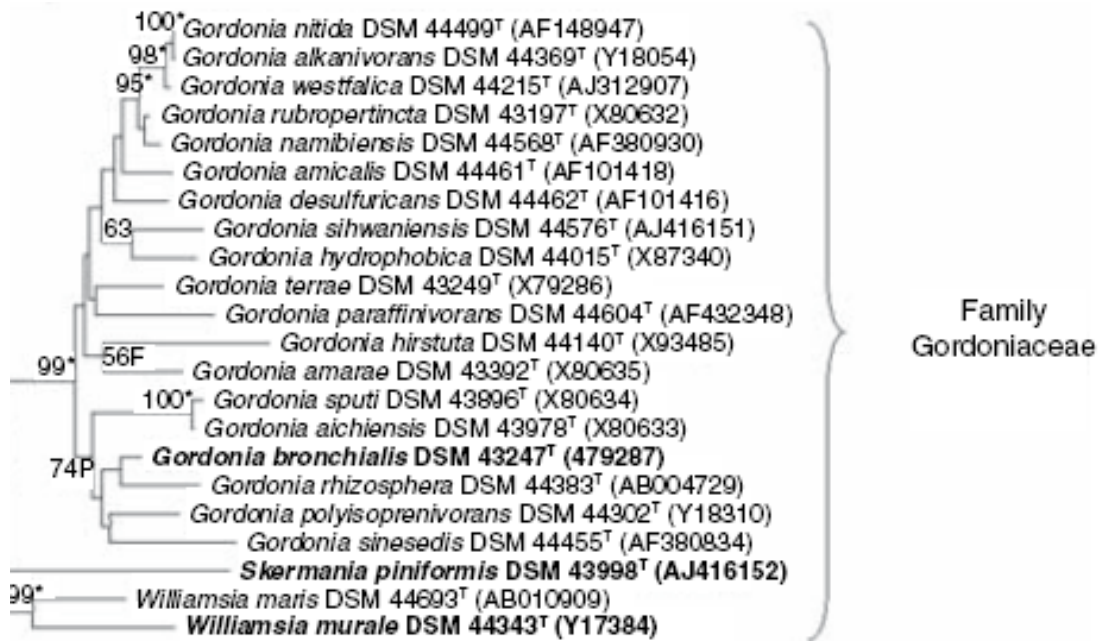 100* Gordonia nitida DSM 44499ᵀ (AF148947)
98* Gordonia alkanivorans DSM 44369ᵀ (Y18054)
95* Gordonia westfalica DSM 44215ᵀ (AJ312907)
Gordonia rubropertincta DSM 43197ᵀ (X80632)
Gordonia namibiensis DSM 44568ᵀ (AF380930)
Gordonia amicalis DSM 44461ᵀ (AF101418)
Gordonia desulfuricans DSM 44462ᵀ (AF101416)
63 Gordonia sihwaniensis DSM 44576ᵀ (AJ416151)
Gordonia hydrophobica DSM 44015ᵀ (X87340)
Gordonia terrae DSM 43249ᵀ (X79286)
Gordonia paraffinivorans DSM 44604ᵀ (AF432348)
Gordonia hirstuta DSM 44140ᵀ (X93485)
99* 56F
Gordonia amarae DSM 43392ᵀ (X80635)
100* Gordonia sputi DSM 43896ᵀ (X80634)
Gordonia aichiensis DSM 43978ᵀ (X80633)
Gordonia bronchialis DSM 43247ᵀ (479287)
74P
Gordonia rhizosphera DSM 44383ᵀ (AB004729)
Gordonia polyisoprenivorans DSM 44302ᵀ (Y18310)
Gordonia sinesedis DSM 44455ᵀ (AF380834)
Skermania piniformis DSM 43998ᵀ (AJ416152)
99* Williamsia maris DSM 44693ᵀ (AB010909)
Williamsia murale DSM 44343ᵀ (Y17384)
Family
Gordoniaceae